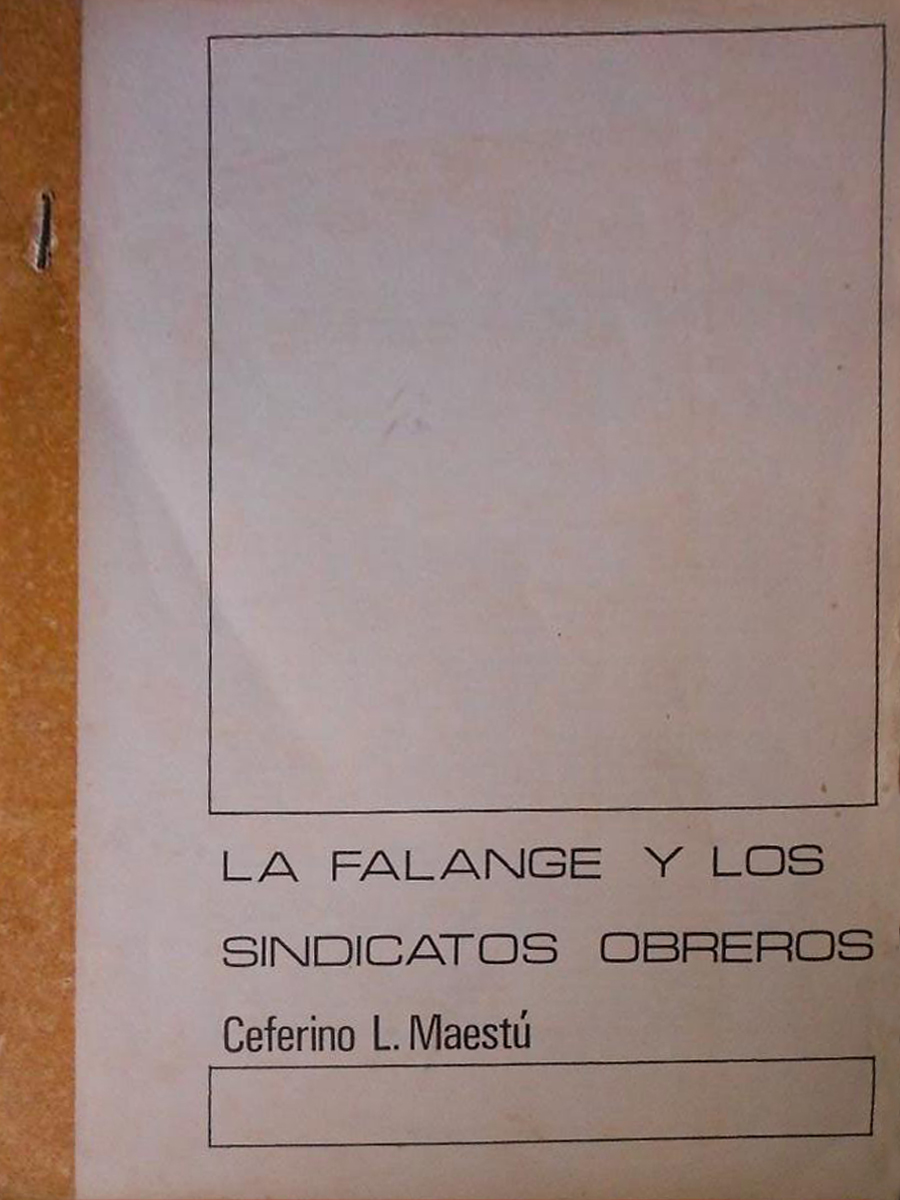 LA FALANGE Y LOS
SINDICATOS OBREROS
Ceferino L. Maestú